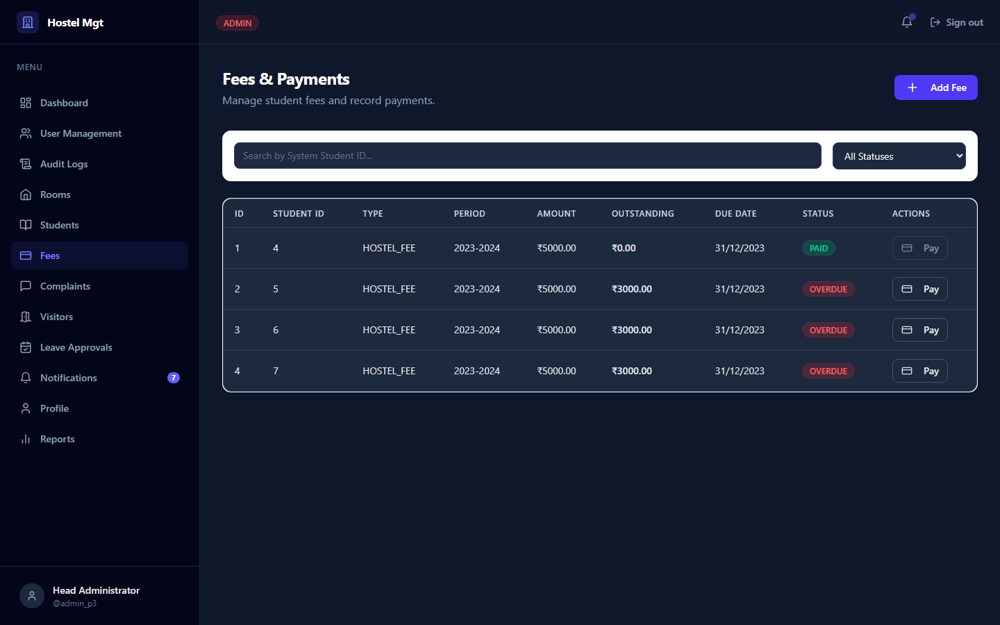 Hostel Mgt
ADMIN
Sign out
MENU
Dashboard
User Management
Audit Logs
Rooms
Students
Fees
Complaints
Visitors
Leave Approvals
Notifications 7
Profile
Reports
Head Administrator
@admin_p3
Fees & Payments
Manage student fees and record payments.
Add Fee
Search by System Student ID...
All Statuses
ID STUDENT ID TYPE PERIOD AMOUNT OUTSTANDING DUE DATE STATUS ACTIONS
1 4 HOSTEL_FEE 2023-2024 ₹5000.00 ₹0.00 31/12/2023 PAID Pay
2 5 HOSTEL_FEE 2023-2024 ₹5000.00 ₹3000.00 31/12/2023 OVERDUE Pay
3 6 HOSTEL_FEE 2023-2024 ₹5000.00 ₹3000.00 31/12/2023 OVERDUE Pay
4 7 HOSTEL_FEE 2023-2024 ₹5000.00 ₹3000.00 31/12/2023 OVERDUE Pay